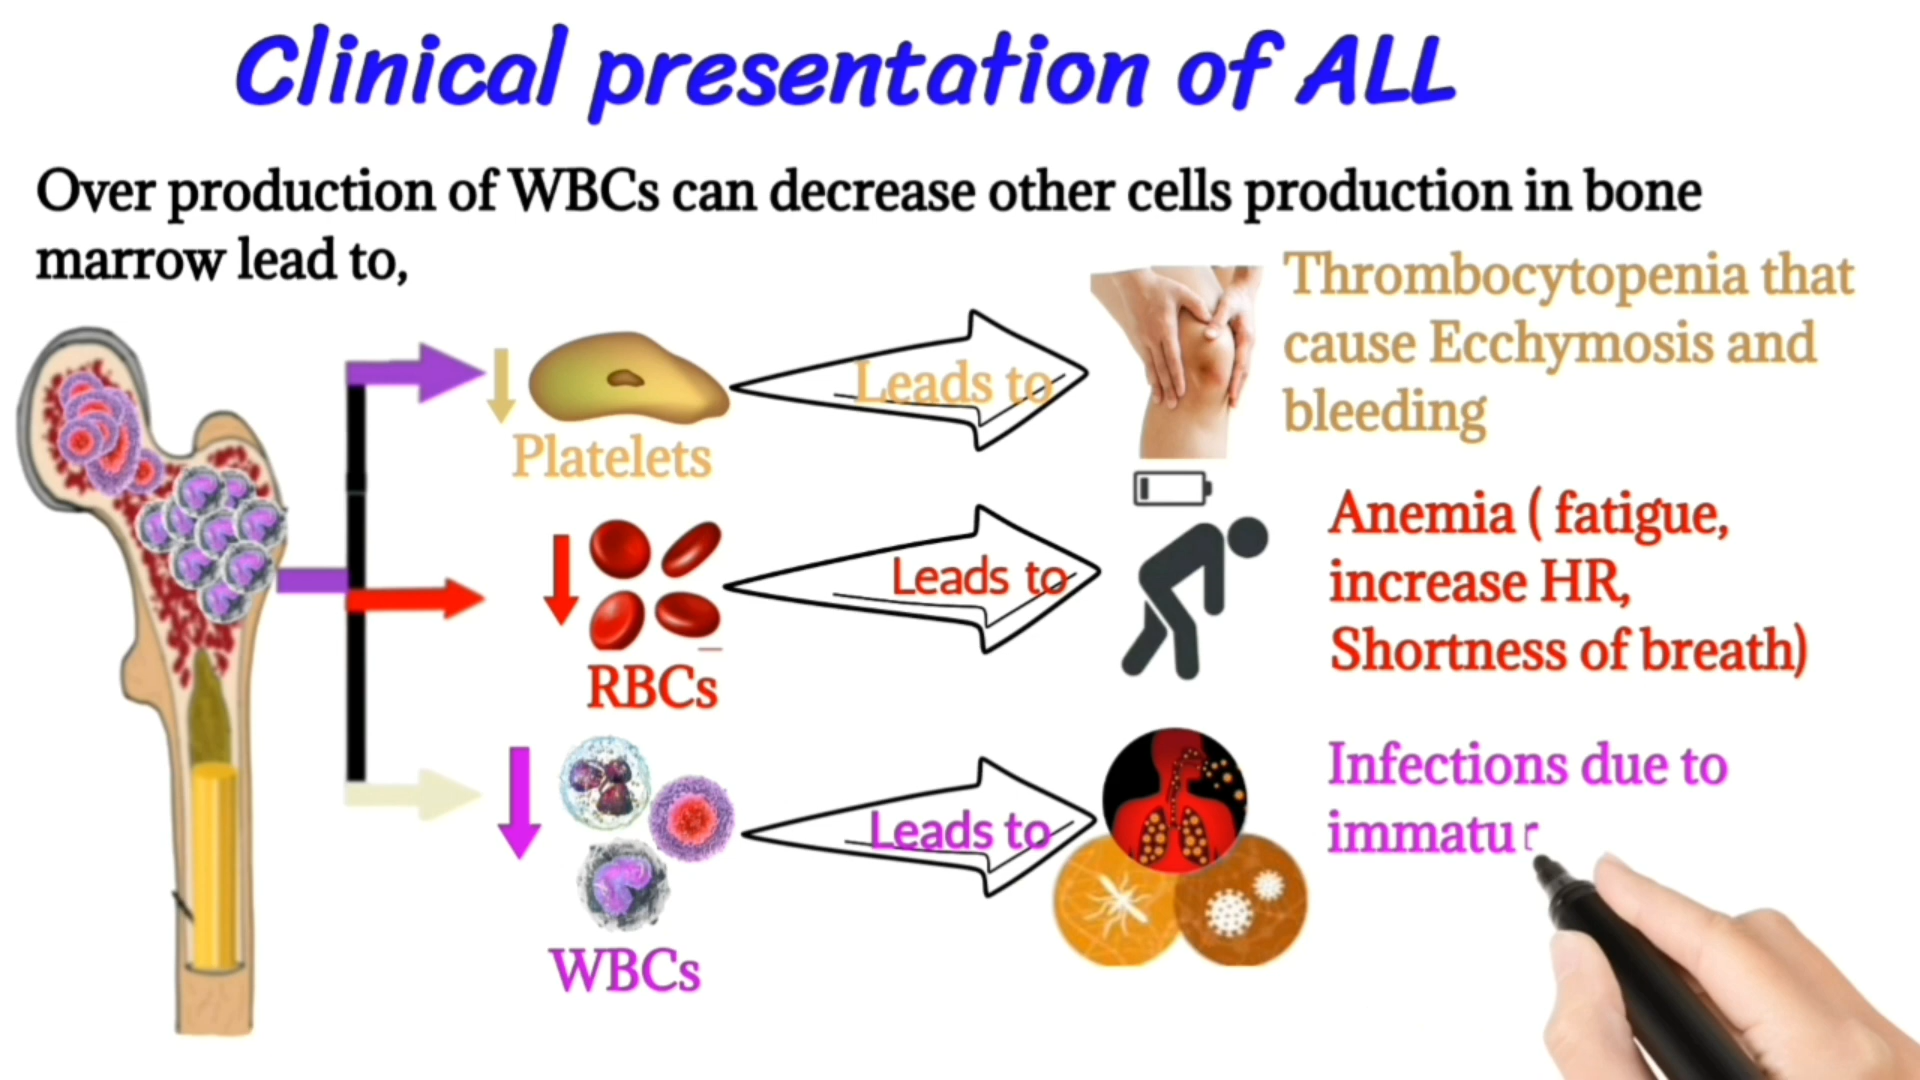 Clinical presentation of ALL
Over production of WBCs can decrease other cells production in bone
marrow lead to,
Platelets
Leads to
Thrombocytopenia that
cause Ecchymosis and
bleeding
RBCs
Leads to
Anemia ( fatigue,
increase HR,
Shortness of breath)
WBCs
Leads to
Infections due to
immatur